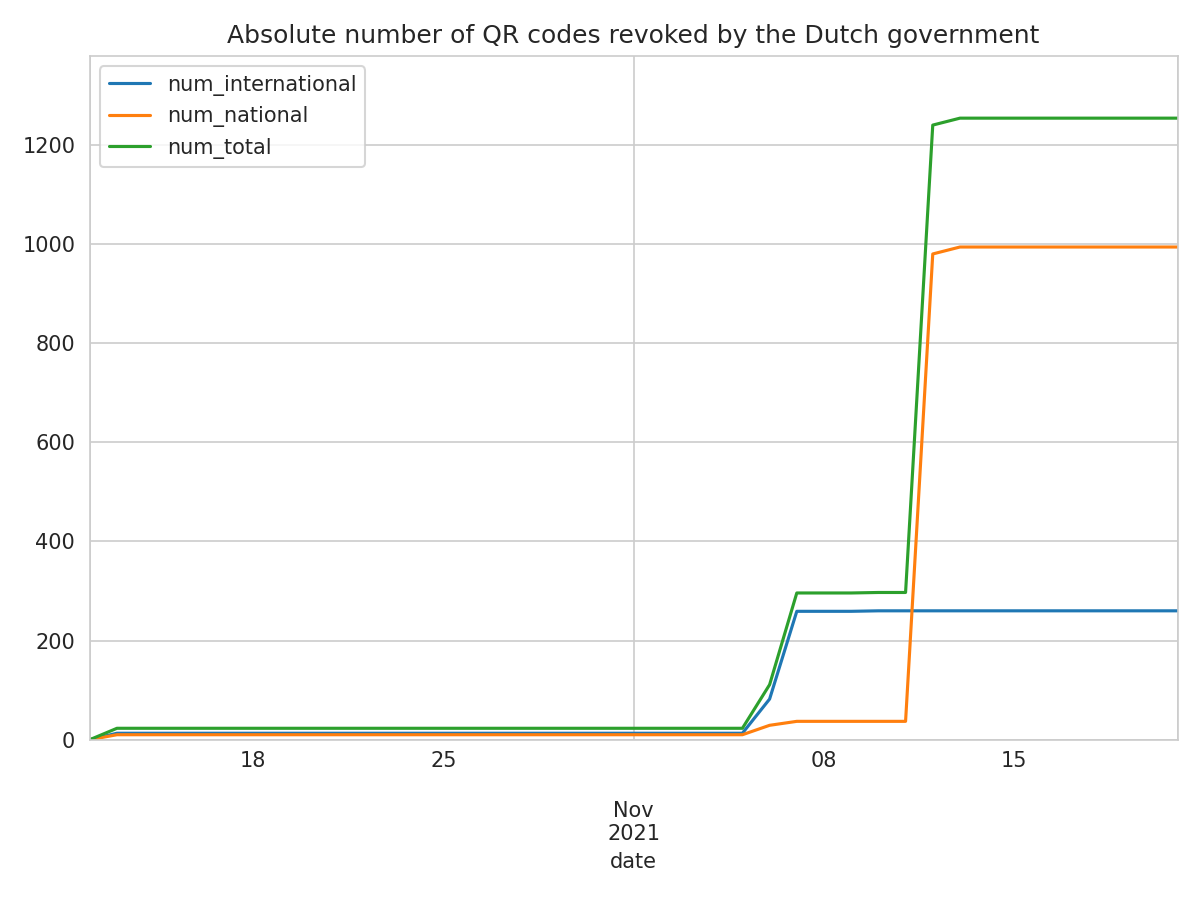 Absolute number of QR codes revoked by the Dutch government
num_international
num_national
num_total
1200
1000
800
600
400
200
0
18 25 08 15
Nov
2021
date